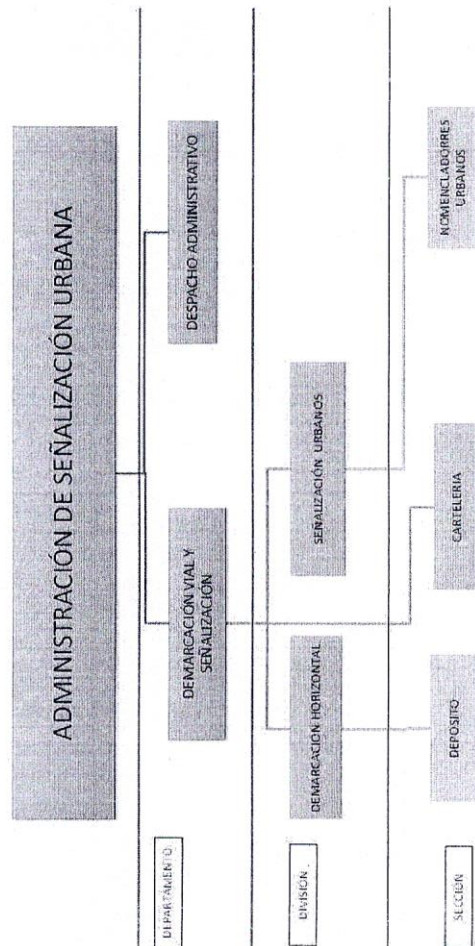 ADMINISTRACIÓN DE SEÑALIZACIÓN URBANA
DEPARTAMENTO
DEMARCACIÓN VIAL Y
SEÑALIZACIÓN
DESPACHO ADMINISTRATIVO
DIVISIÓN
DEMARCACIÓN HORIZONTAL
SEÑALIZACIÓN URBANOS
SECCIÓN
DEPOSITO
CARTELERIA
NOMENCLADORRES
URBANOS